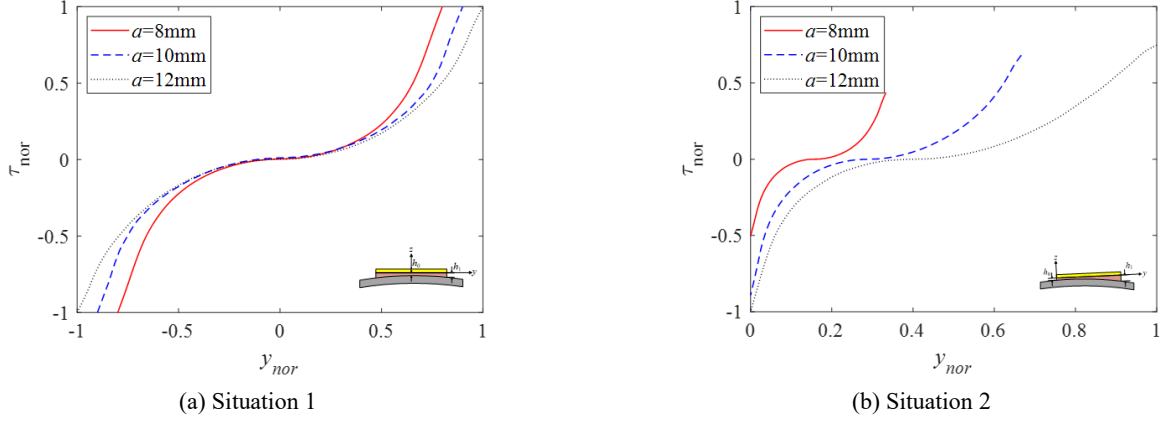 a=8mm
a=10mm
a=12mm
1
0.5
0
-0.5
-1
τnor
-1
-0.5
0
0.5
1
ynor
h0
h1
y
(a) Situation 1
a=8mm
a=10mm
a=12mm
1
0.5
0
-0.5
-1
τnor
0
0.2
0.4
0.6
0.8
1
ynor
z
y
(b) Situation 2